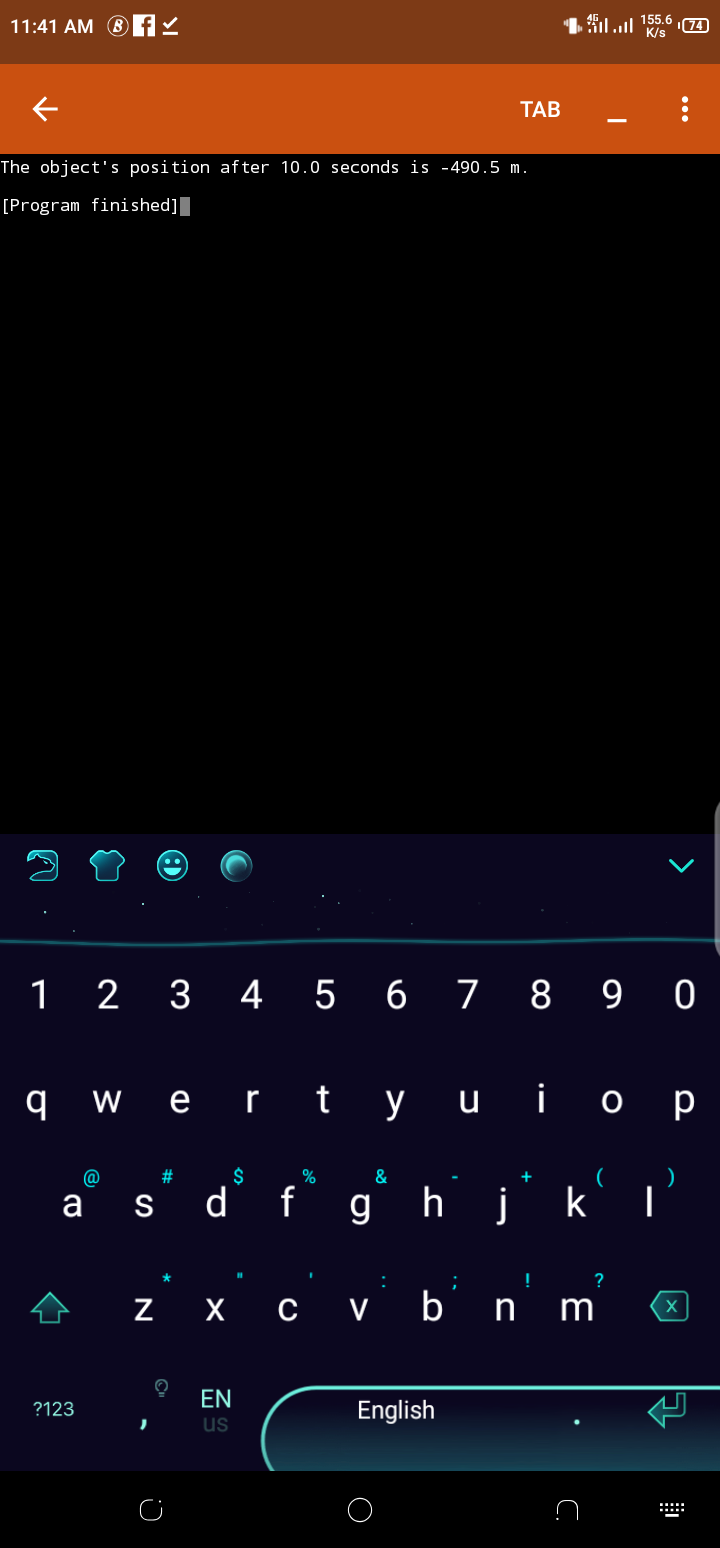 11:41 AM 4G 155.6 K/s 74
TAB
The object's position after 10.0 seconds is -490.5 m.
[Program finished]
1 2 3 4 5 6 7 8 9 0
q w e r t y u i o p
@ # $ % & - + ( )
a s d f g h j k l
* " ' : ; ! ?
z x c v b n m x
?123 , EN English .
us